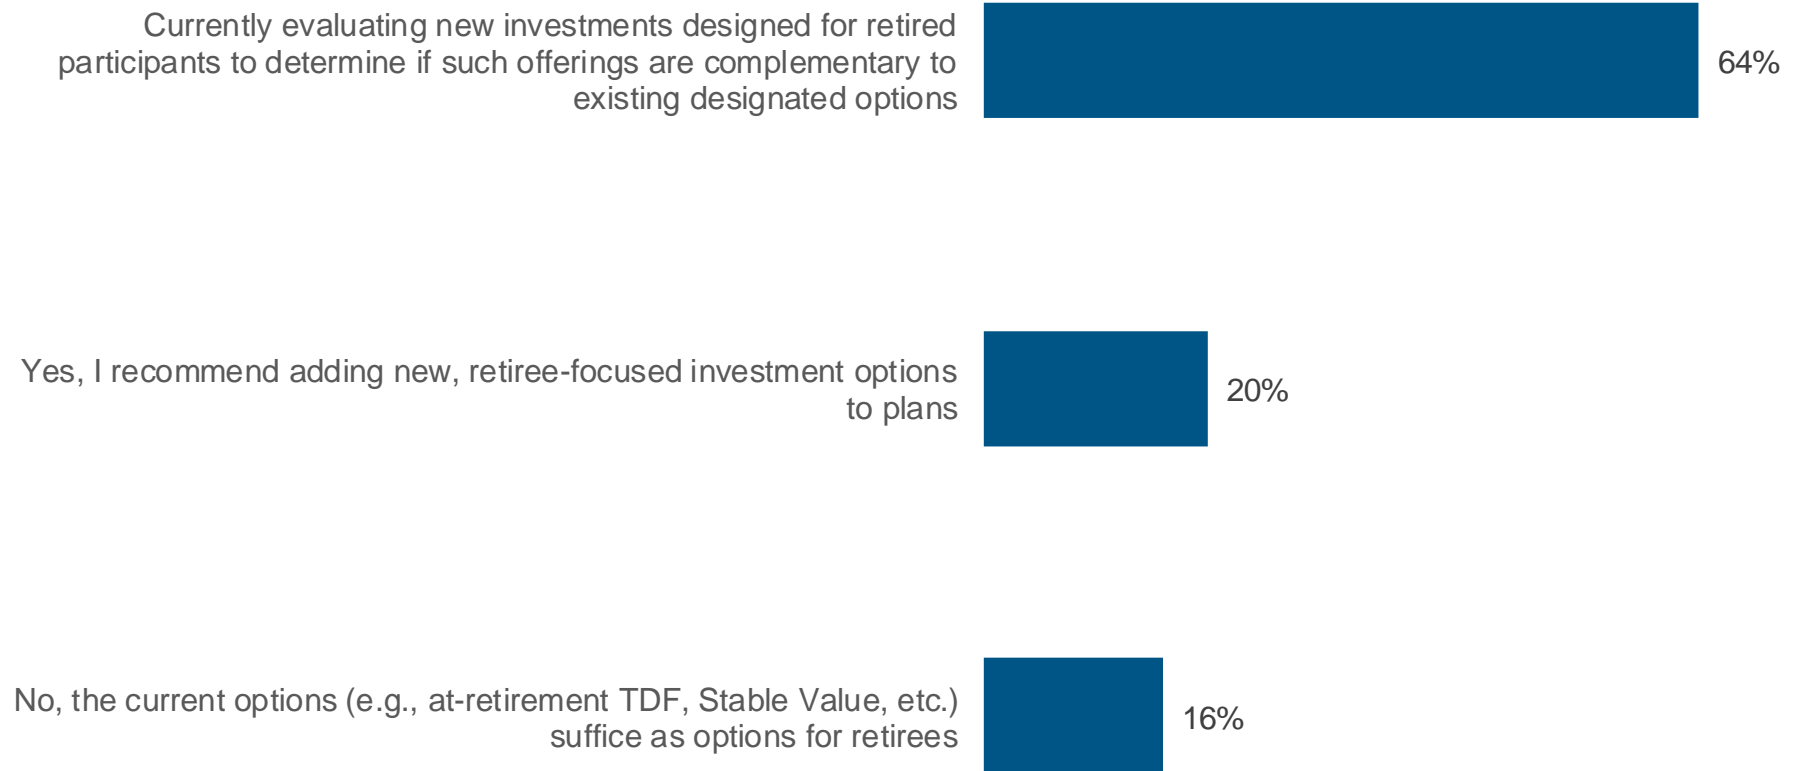 Currently evaluating new investments designed for retired
participants to determine if such offerings are complementary to
existing designated options
64%
Yes, I recommend adding new, retiree-focused investment options
to plans
20%
No, the current options (e.g., at-retirement TDF, Stable Value, etc.)
suffice as options for retirees
16%